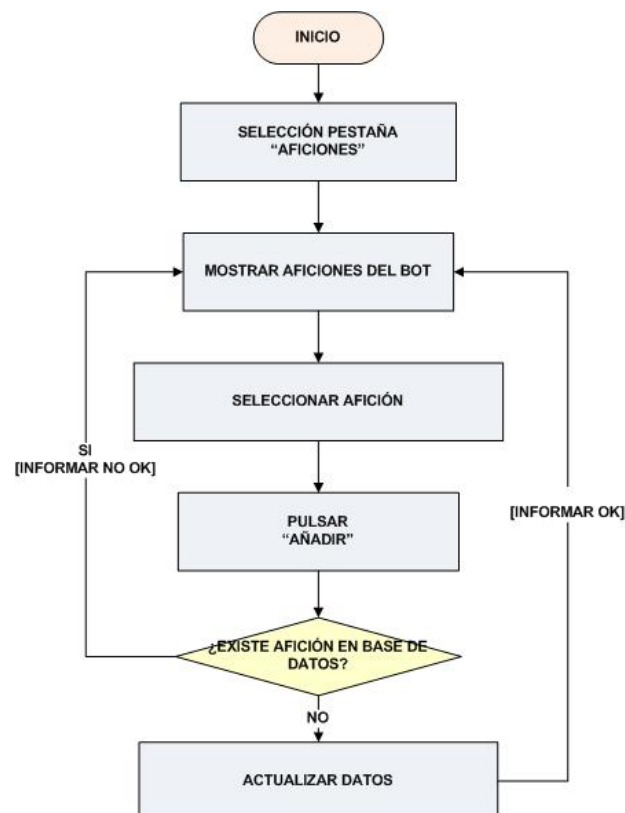 INICIO
SELECCIÓN PESTAÑA
“AFICIONES”
MOSTRAR AFICIONES DEL BOT
SELECCIONAR AFICIÓN
SI
[INFORMAR NO OK]
PULSAR
“AÑADIR”
[INFORMAR OK]
¿EXISTE AFICIÓN EN BASE DE
DATOS?
NO
ACTUALIZAR DATOS